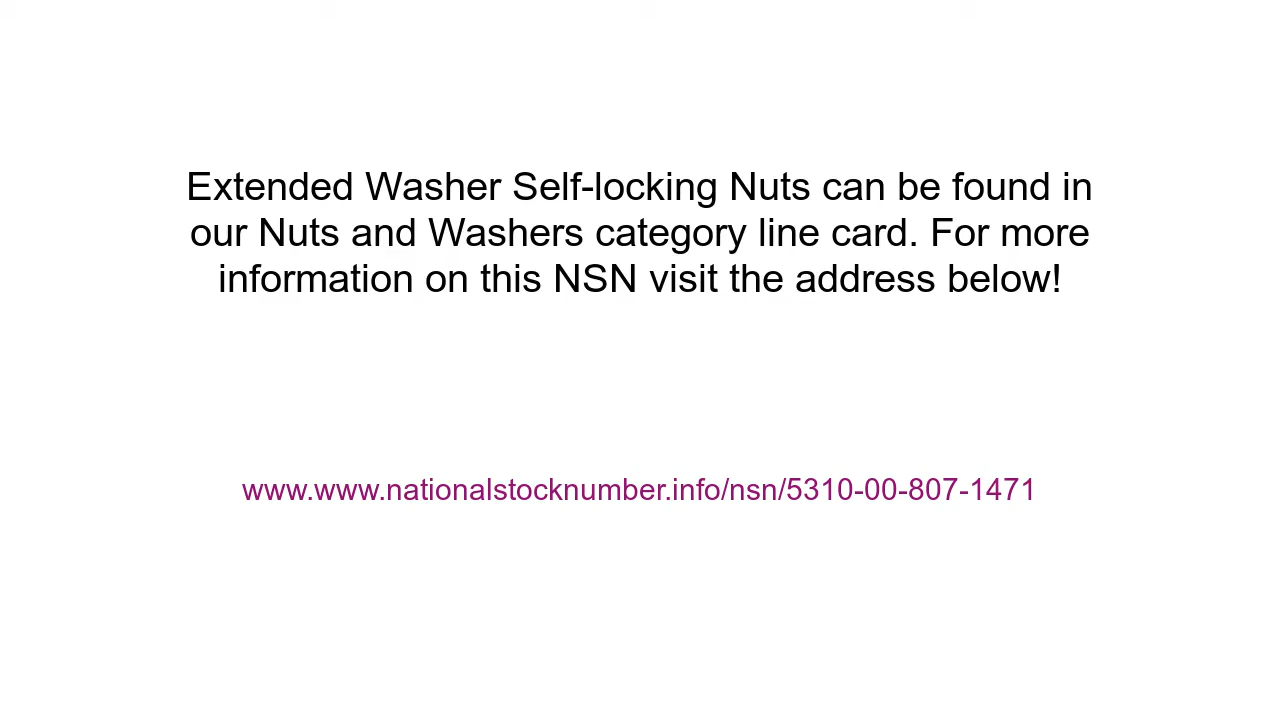 Extended Washer Self-locking Nuts can be found in
our Nuts and Washers category line card. For more
information on this NSN visit the address below!
www.www.nationalstocknumber.info/nsn/5310-00-807-1471